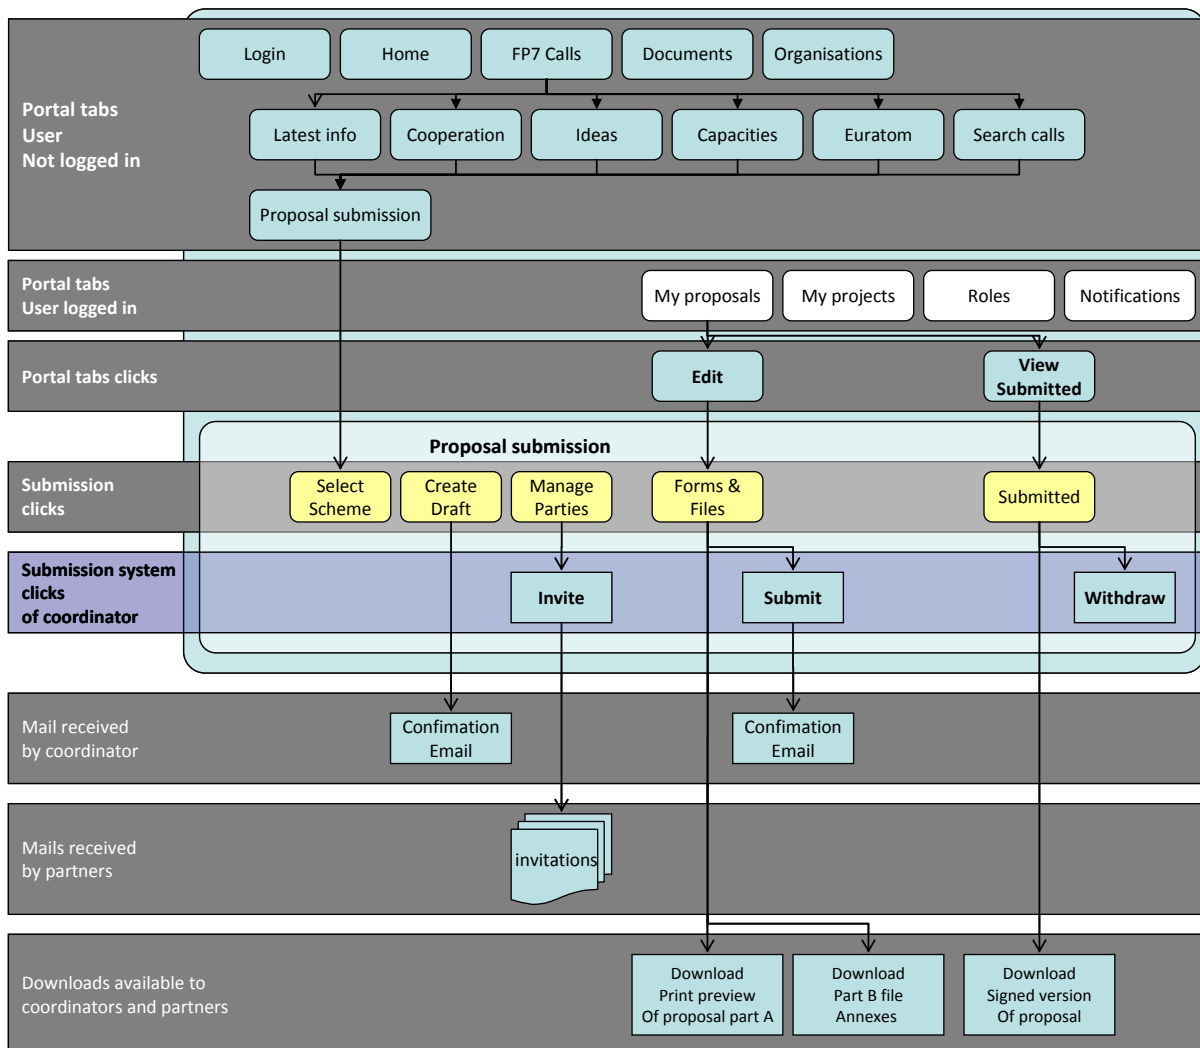 Login
Home
FP7 Calls
Documents
Organisations
Portal tabs
User
Not logged in
Latest info
Cooperation
Ideas
Capacities
Euratom
Search calls
Proposal submission
Portal tabs
User logged in
My proposals
My projects
Roles
Notifications
Portal tabs clicks
Edit
View
Submitted
Proposal submission
Submission
clicks
Select
Scheme
Create
Draft
Manage
Parties
Forms &
Files
Submitted
Submission system
clicks
of coordinator
Invite
Submit
Withdraw
Mail received
by coordinator
Confimation
Email
Confimation
Email
Mails received
by partners
invitations
Downloads available to
coordinators and partners
Download
Print preview
Of proposal part A
Download
Part B file
Annexes
Download
Signed version
Of proposal